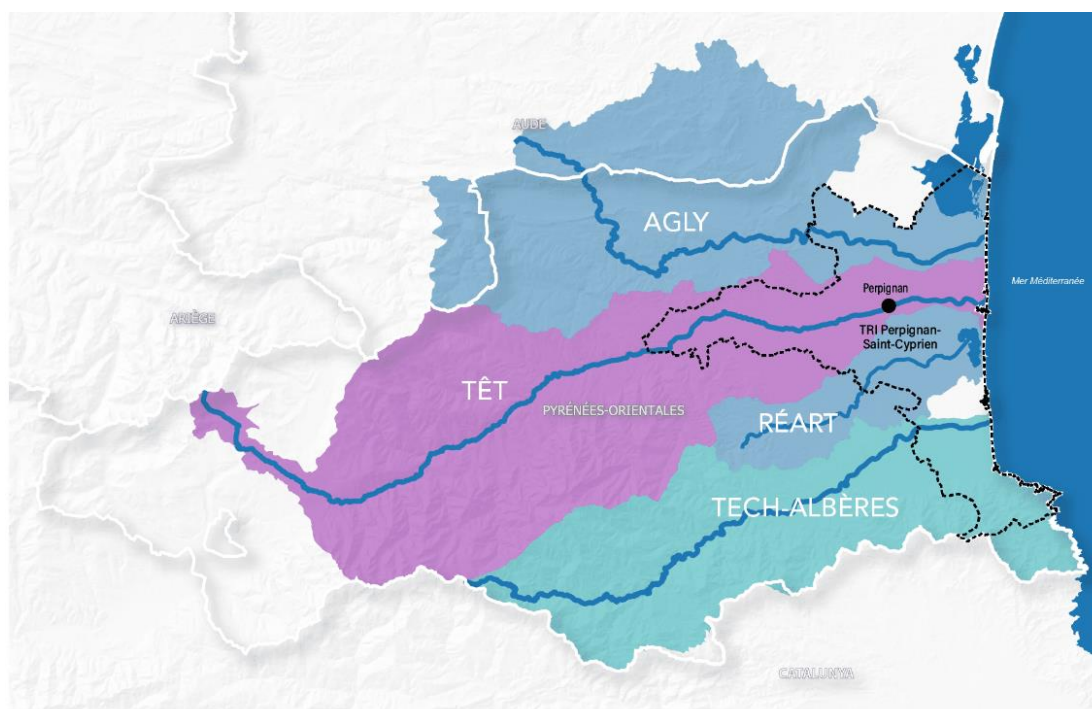 AUDE
AGLY
Perpignan
Mer Méditerranée
TRI Perpignan-
Saint-Cyprien
ARIÈGE
TÊT
PYRÉNÉES-ORIENTALES
RÉART
TECH-ALBÈRES
CATALUNYA